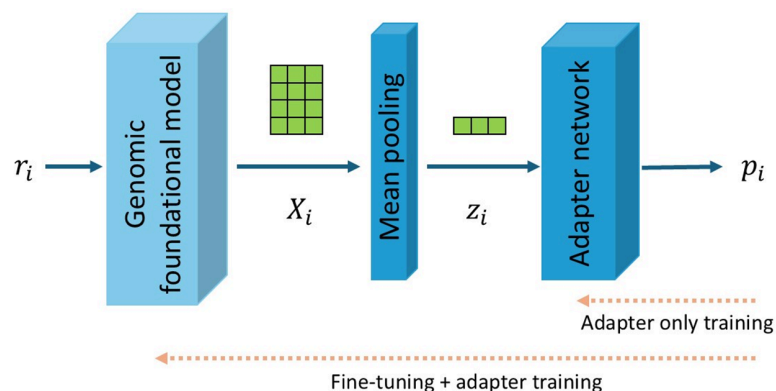 r_i
Genomic
foundational model
X_i
Mean pooling
z_i
Adapter network
p_i
Adapter only training
Fine-tuning + adapter training